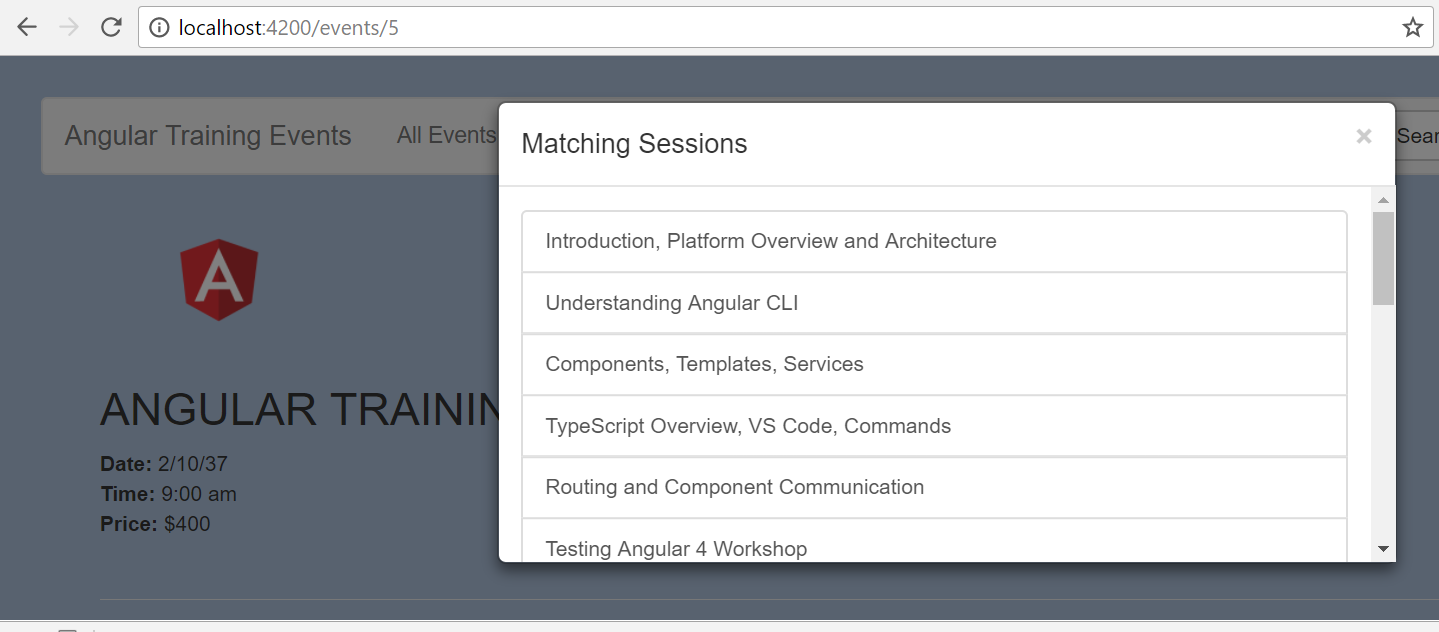 localhost:4200/events/5
Angular Training Events All Events
Matching Sessions ×
Introduction, Platform Overview and Architecture
Understanding Angular CLI
Components, Templates, Services
TypeScript Overview, VS Code, Commands
Routing and Component Communication
Testing Angular 4 Workshop
A
ANGULAR
Date: 2/10/37
Time: 9:00 am
Price: $400